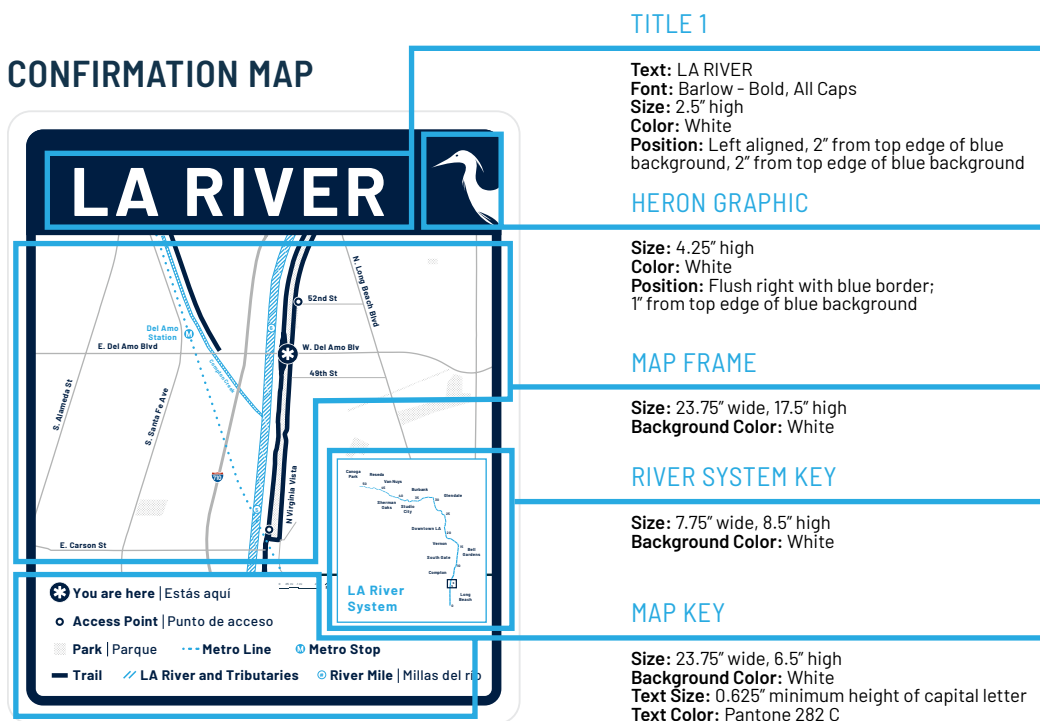 CONFIRMATION MAP
LA RIVER
N. Long Beach Blvd
52nd St
Del Amo
Station
M
E. Del Amo Blvd
W. Del Amo Blv
49th St
Compton Creek
S. Alameda St
S. Santa Fe Ave
710
N Virginia Vista
E. Carson St
Canoga
Park
Reseda
Van Nuys
Burbank
Glendale
Sherman
Oaks
Studio
City
Downtown LA
Vernon
Bell
Gardens
South Gate
Compton
Long
Beach
LA River
System
You are here | Estás aquí
Access Point | Punto de acceso
Park | Parque
Metro Line
M Metro Stop
Trail
LA River and Tributaries
River Mile | Millas del río
TITLE 1
Text: LA RIVER
Font: Barlow - Bold, All Caps
Size: 2.5” high
Color: White
Position: Left aligned, 2” from top edge of blue
background, 2” from top edge of blue background
HERON GRAPHIC
Size: 4.25” high
Color: White
Position: Flush right with blue border;
1” from top edge of blue background
MAP FRAME
Size: 23.75” wide, 17.5” high
Background Color: White
RIVER SYSTEM KEY
Size: 7.75” wide, 8.5” high
Background Color: White
MAP KEY
Size: 23.75” wide, 6.5” high
Background Color: White
Text Size: 0.625” minimum height of capital letter
Text Color: Pantone 282 C